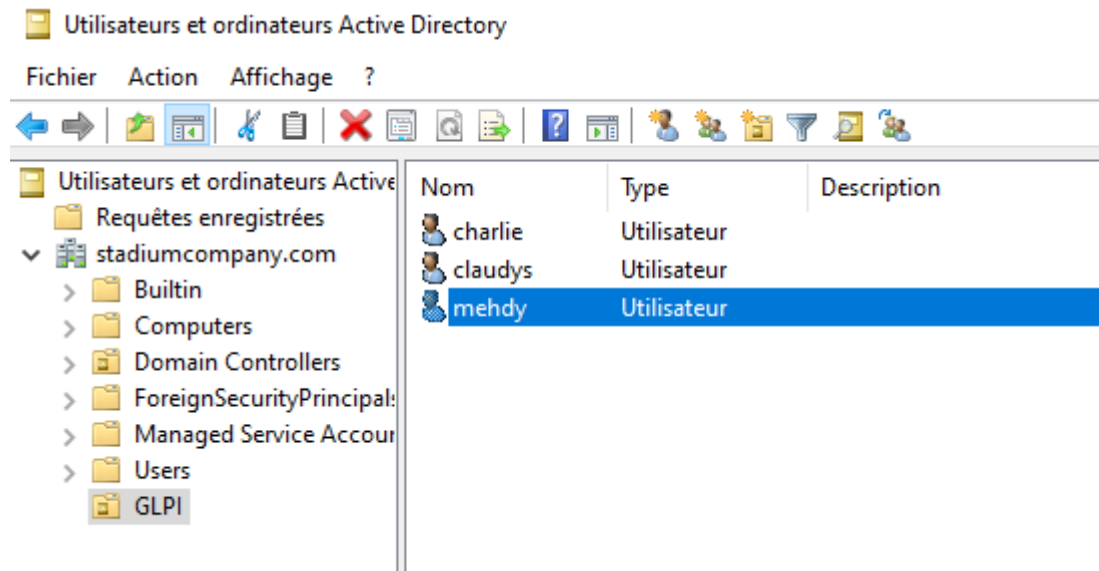 Utilisateurs et ordinateurs Active Directory
Fichier Action Affichage ?
Utilisateurs et ordinateurs Active
Requêtes enregistrées
stadiumcompany.com
Builtin
Computers
Domain Controllers
ForeignSecurityPrincipals
Managed Service Accour
Users
GLPI
Nom Type Description
charlie Utilisateur
claudys Utilisateur
mehdy Utilisateur